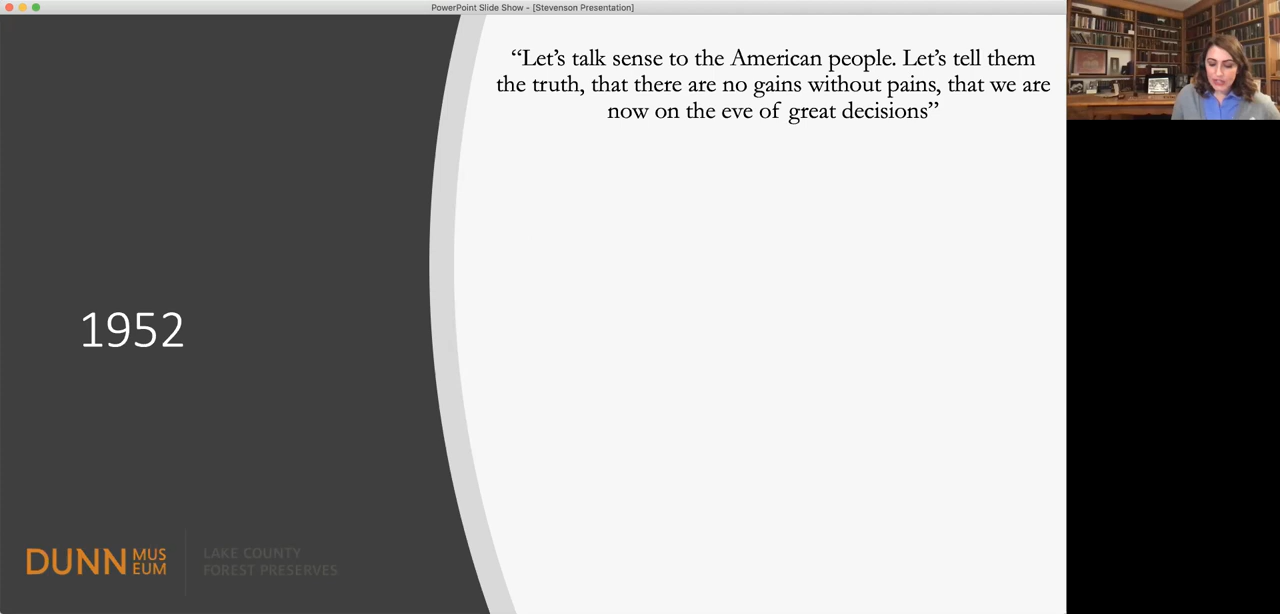 PowerPoint Slide Show - [Stevenson Presentation]
“Let’s talk sense to the American people. Let’s tell them
the truth, that there are no gains without pains, that we are
now on the eve of great decisions”
1952
DUNN MUS
EUM
LAKE COUNTY
FOREST PRESERVES